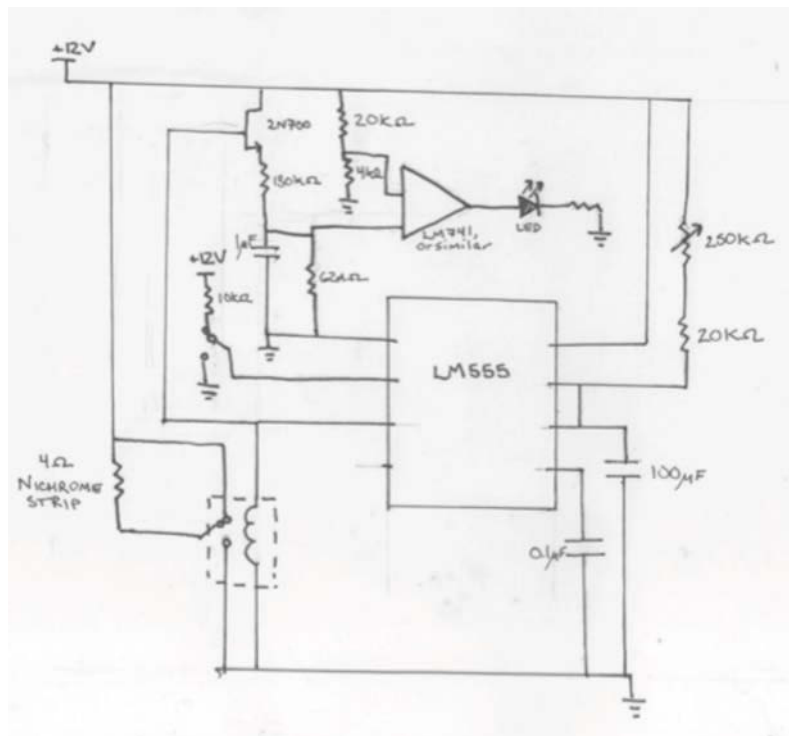 +12V
2N700
20KΩ
4kΩ
130KΩ
LM741,
or similar
LED
1µF
+12V
10KΩ
62KΩ
250KΩ
20KΩ
LM555
4Ω
NICHROME
STRIP
100µF
0.1µF